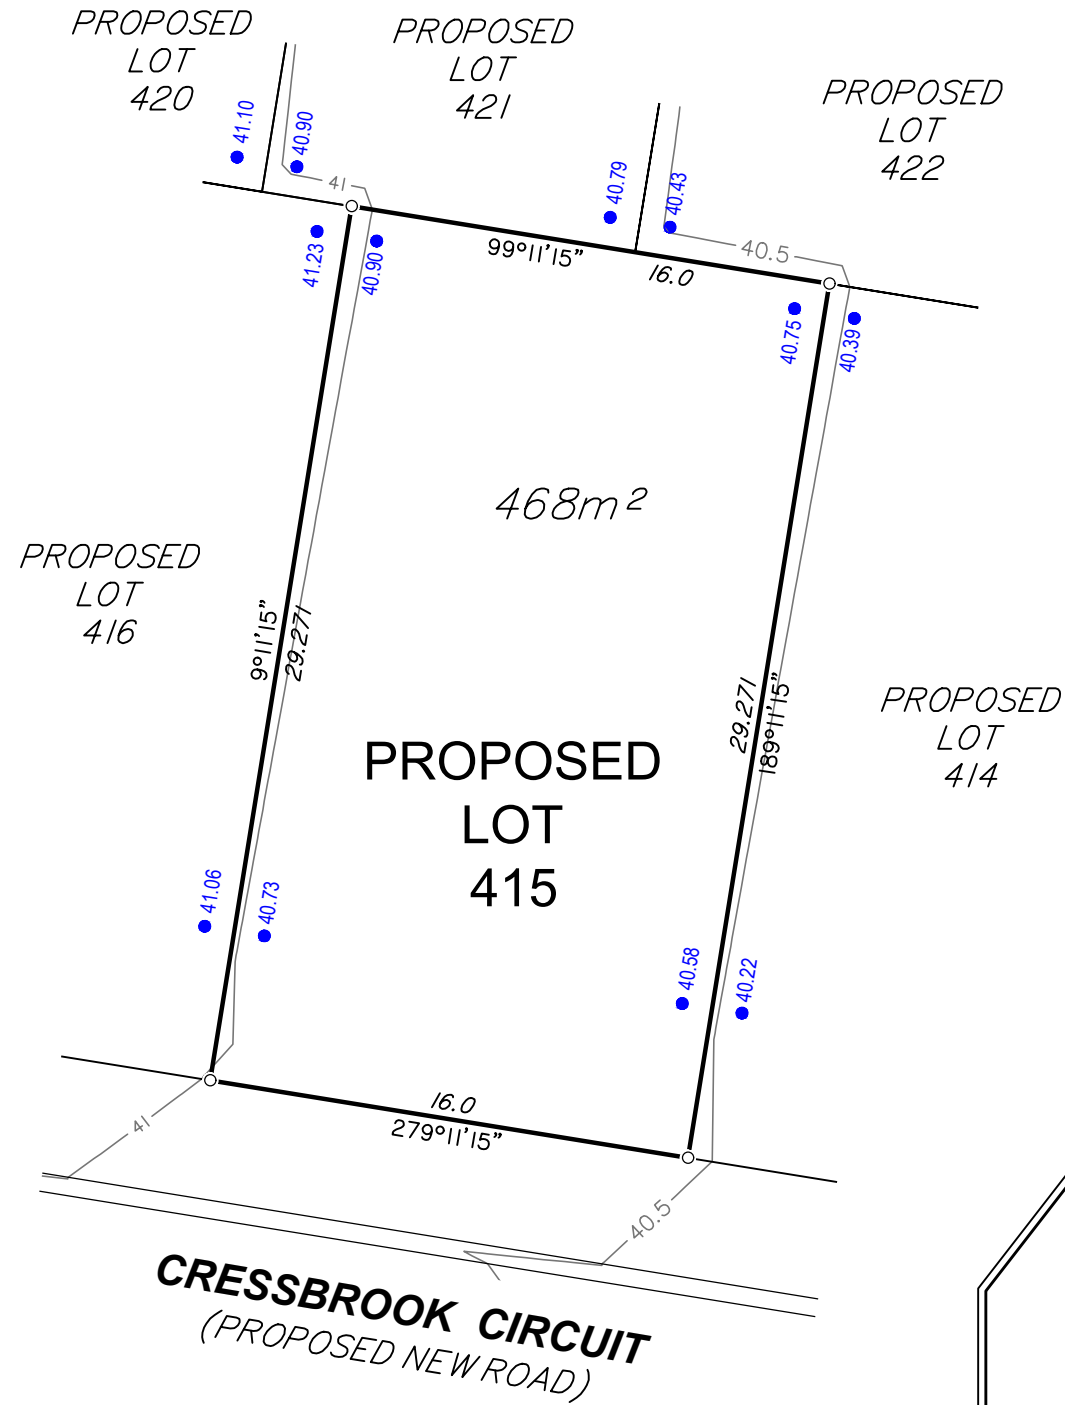 PROPOSED
LOT
420
PROPOSED
LOT
421
PROPOSED
LOT
422
41.10
40.90
40.79
40.43
41
40.5
99°11'15"
16.0
41.23
40.90
40.75
40.39
468m²
PROPOSED
LOT
416
9°11'15"
29.271
29.271
189°11'15"
PROPOSED
LOT
414
PROPOSED
LOT
415
41.06
40.73
40.58
40.22
16.0
279°11'15"
41
40.5
CRESSBROOK CIRCUIT
(PROPOSED NEW ROAD)